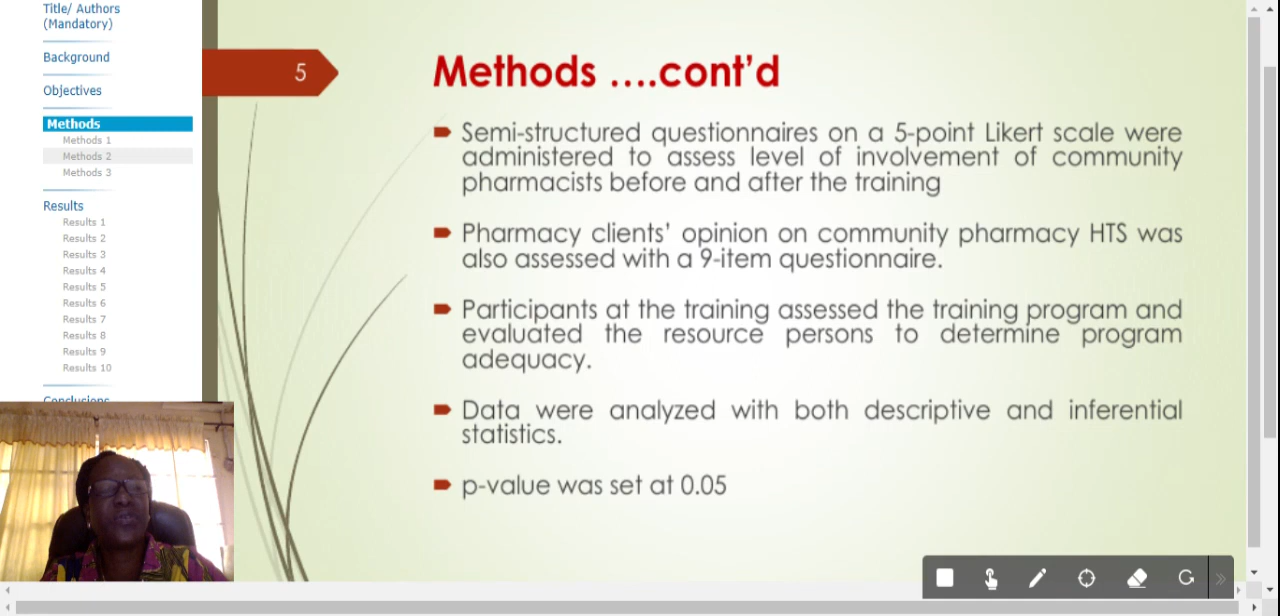 Title/ Authors
(Mandatory)
Background
Objectives
Methods
Methods 1
Methods 2
Methods 3
Results
Results 1
Results 2
Results 3
Results 4
Results 5
Results 6
Results 7
Results 8
Results 9
Results 10
Conclusions
5
Methods ....cont’d
Semi-structured questionnaires on a 5-point Likert scale were
administered to assess level of involvement of community
pharmacists before and after the training
Pharmacy clients’ opinion on community pharmacy HTS was
also assessed with a 9-item questionnaire.
Participants at the training assessed the training program and
evaluated the resource persons to determine program
adequacy.
Data were analyzed with both descriptive and inferential
statistics.
p-value was set at 0.05